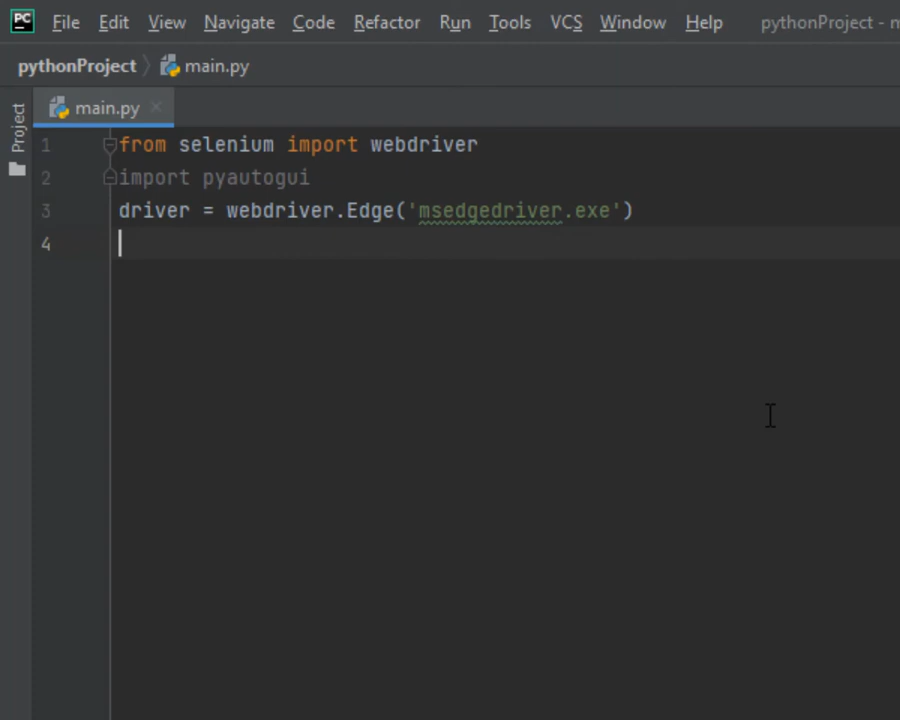 PC File Edit View Navigate Code Refactor Run Tools VCS Window Help pythonProject - m
pythonProject main.py
Project
main.py
1 from selenium import webdriver
2 import pyautogui
3 driver = webdriver.Edge('msedgedriver.exe')
4